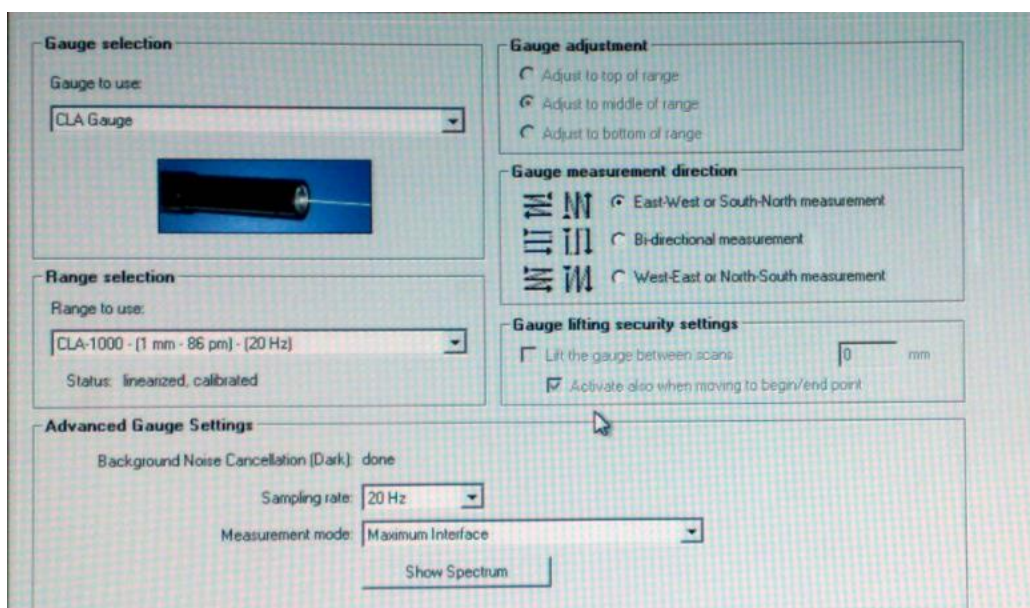 Gauge selection
Gauge to use:
CLA Gauge
Range selection
Range to use:
CLA-1000 - (1 mm - 86 pm) - (20 Hz)
Status: linearized, calibrated
Gauge adjustment
Adjust to top of range
Adjust to middle of range
Adjust to bottom of range
Gauge measurement direction
East-West or South-North measurement
Bi-directional measurement
West-East or North-South measurement
Gauge lifting security settings
Lift the gauge between scans 0 mm
Activate also when moving to begin/end point
Advanced Gauge Settings
Background Noise Cancellation (Dark): done
Sampling rate: 20 Hz
Measurement mode: Maximum Interface
Show Spectrum